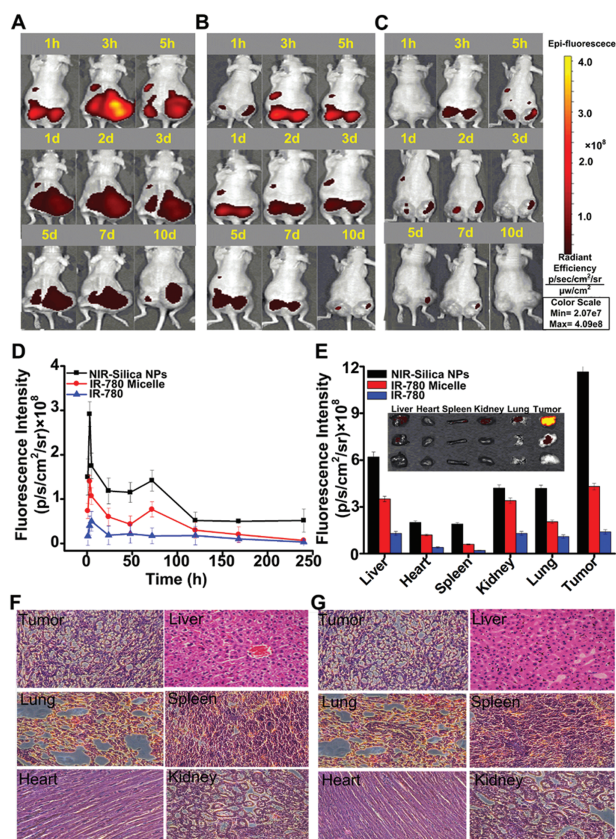 A
1h 3h 5h
1d 2d 3d
5d 7d 10d
B
1h 3h 5h
1d 2d 3d
5d 7d 10d
C
1h 3h 5h
1d 2d 3d
5d 7d 10d
Epi-fluoresecece
4.0
3.0
×10⁸
2.0
1.0
Radiant
Efficiency
p/sec/cm²/sr
μw/cm²
Color Scale
Min= 2.07e7
Max= 4.09e8
D
Fluorescence Intensity
(p/s/cm²/sr)×10⁸
4
3
2
1
0
NIR-Silica NPs
IR-780 Micelle
IR-780
0 50 100 150 200 250
Time (h)
E
Fluorescence Intensity
(p/s/cm²/sr)×10⁸
12
10
8
6
4
2
0
NIR-Silica NPs
IR-780 Micelle
IR-780
Liver Heart Spleen Kidney Lung Tumor
Liver Heart Spleen Kidney Lung Tumor
F
Tumor Liver
Lung Spleen
Heart Kidney
G
Tumor Liver
Lung Spleen
Heart Kidney